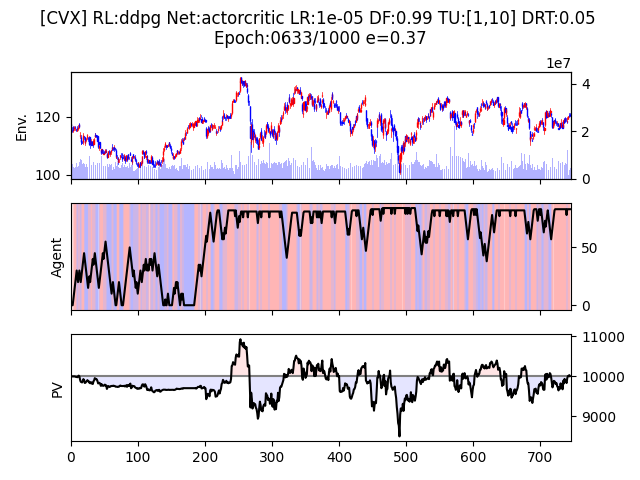 [CVX] RL:ddpg Net:actorcritic LR:1e-05 DF:0.99 TU:[1,10] DRT:0.05
Epoch:0633/1000 e=0.37
1e7
Env.
120
100
4
2
0
Agent
50
0
PV
11000
10000
9000
0 100 200 300 400 500 600 700